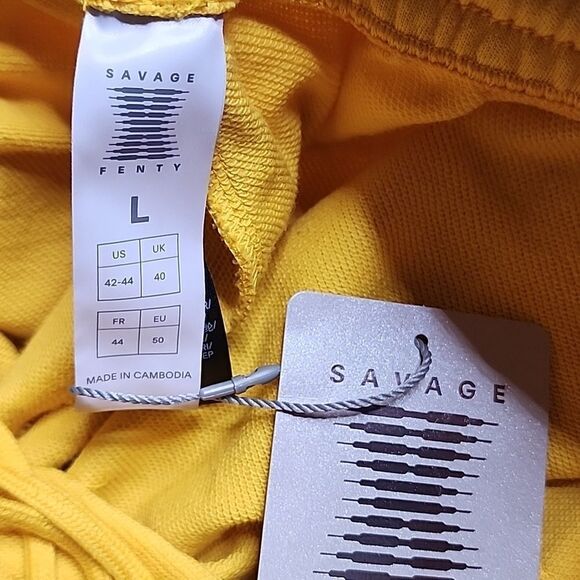 SAVAGE
FENTY
L
US UK
42-44 40
FR EU
44 50
MADE IN CAMBODIA
SAVAGE